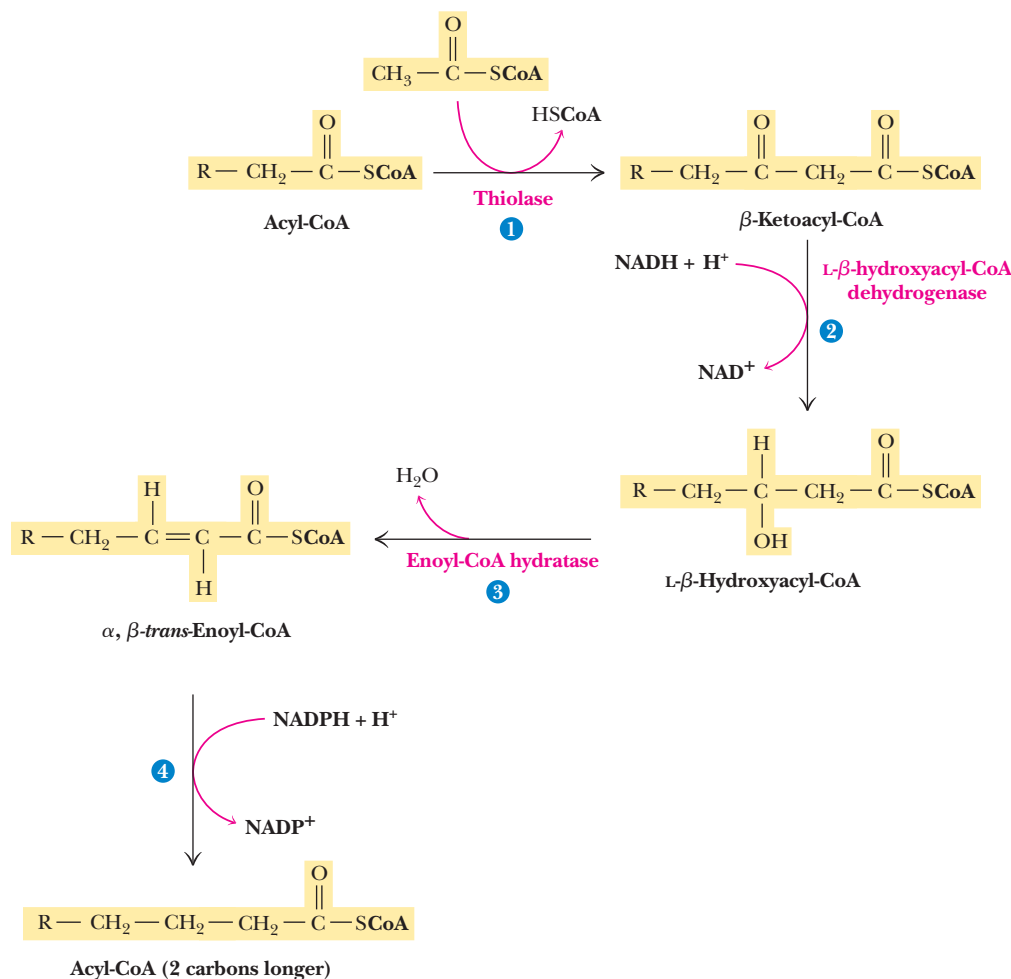 O
CH₃ — C — SCoA
O
R — CH₂ — C — SCoA
Acyl-CoA
HSCoA
Thiolase
1
O O
R — CH₂ — C — CH₂ — C — SCoA
β-Ketoacyl-CoA
NADH + H⁺
L-β-hydroxyacyl-CoA
dehydrogenase
2
NAD⁺
H O
R — CH₂ — C — CH₂ — C — SCoA
OH
L-β-Hydroxyacyl-CoA
H₂O
Enoyl-CoA hydratase
3
H O
R — CH₂ — C = C — C — SCoA
H
α, β-trans-Enoyl-CoA
NADPH + H⁺
4
NADP⁺
O
R — CH₂ — CH₂ — CH₂ — C — SCoA
Acyl-CoA (2 carbons longer)